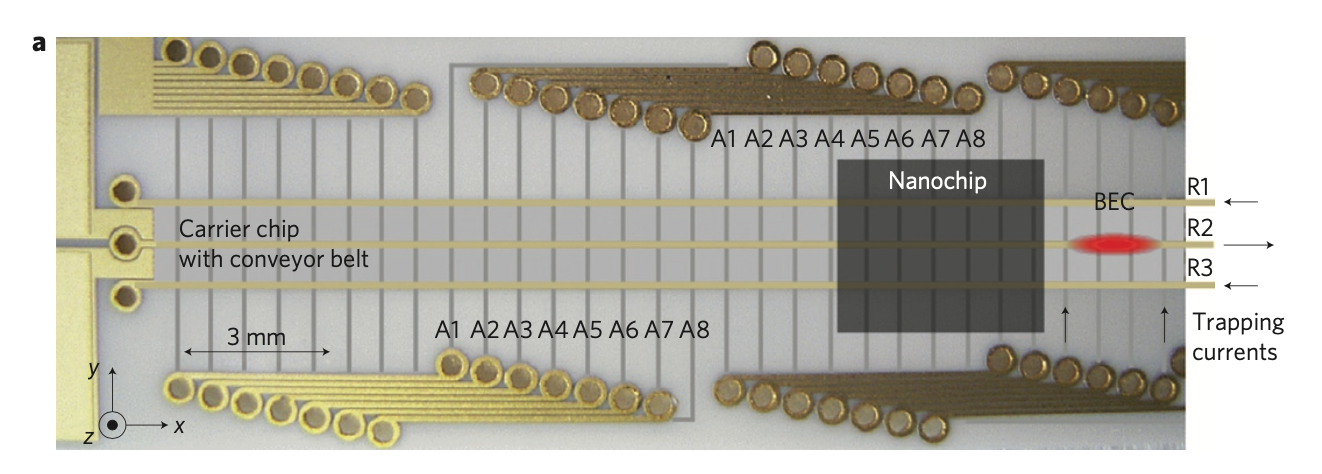 a
A1 A2 A3 A4 A5 A6 A7 A8
Nanochip
R1
BEC
R2
Carrier chip
with conveyor belt
R3
A1 A2 A3 A4 A5 A6 A7 A8
3 mm
Trapping
currents
y
z
x